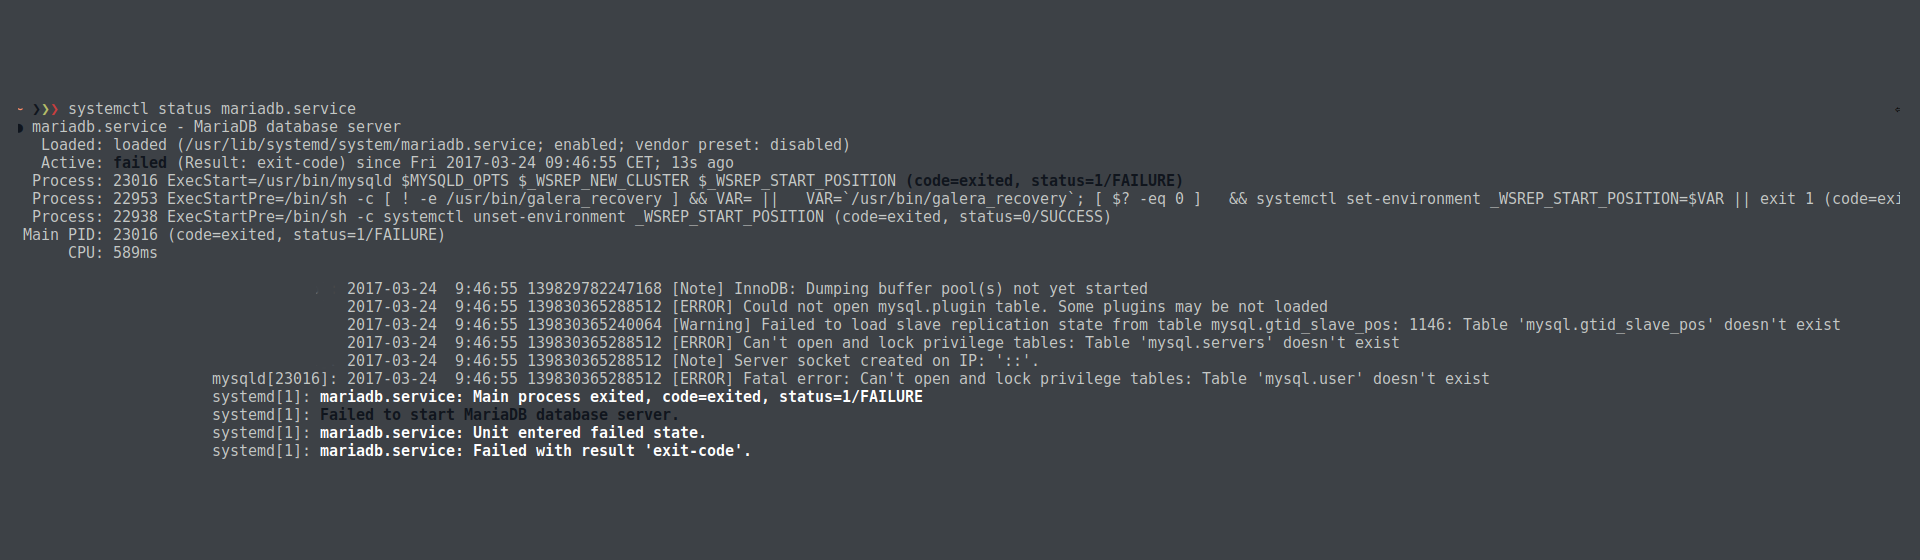 ~ ❯❯❯ systemctl status mariadb.service
● mariadb.service - MariaDB database server
Loaded: loaded (/usr/lib/systemd/system/mariadb.service; enabled; vendor preset: disabled)
Active: failed (Result: exit-code) since Fri 2017-03-24 09:46:55 CET; 13s ago
Process: 23016 ExecStart=/usr/bin/mysqld $MYSQLD_OPTS $_WSREP_NEW_CLUSTER $_WSREP_START_POSITION (code=exited, status=1/FAILURE)
Process: 22953 ExecStartPre=/bin/sh -c [ ! -e /usr/bin/galera_recovery ] && VAR= ||   VAR=`/usr/bin/galera_recovery`; [ $? -eq 0 ]   && systemctl set-environment _WSREP_START_POSITION=$VAR || exit 1 (code=exi
Process: 22938 ExecStartPre=/bin/sh -c systemctl unset-environment _WSREP_START_POSITION (code=exited, status=0/SUCCESS)
Main PID: 23016 (code=exited, status=1/FAILURE)
CPU: 589ms
2017-03-24  9:46:55 139829782247168 [Note] InnoDB: Dumping buffer pool(s) not yet started
2017-03-24  9:46:55 139830365288512 [ERROR] Could not open mysql.plugin table. Some plugins may be not loaded
2017-03-24  9:46:55 139830365240064 [Warning] Failed to load slave replication state from table mysql.gtid_slave_pos: 1146: Table 'mysql.gtid_slave_pos' doesn't exist
2017-03-24  9:46:55 139830365288512 [ERROR] Can't open and lock privilege tables: Table 'mysql.servers' doesn't exist
2017-03-24  9:46:55 139830365288512 [Note] Server socket created on IP: '::'.
mysqld[23016]: 2017-03-24  9:46:55 139830365288512 [ERROR] Fatal error: Can't open and lock privilege tables: Table 'mysql.user' doesn't exist
systemd[1]: mariadb.service: Main process exited, code=exited, status=1/FAILURE
systemd[1]: Failed to start MariaDB database server.
systemd[1]: mariadb.service: Unit entered failed state.
systemd[1]: mariadb.service: Failed with result 'exit-code'.